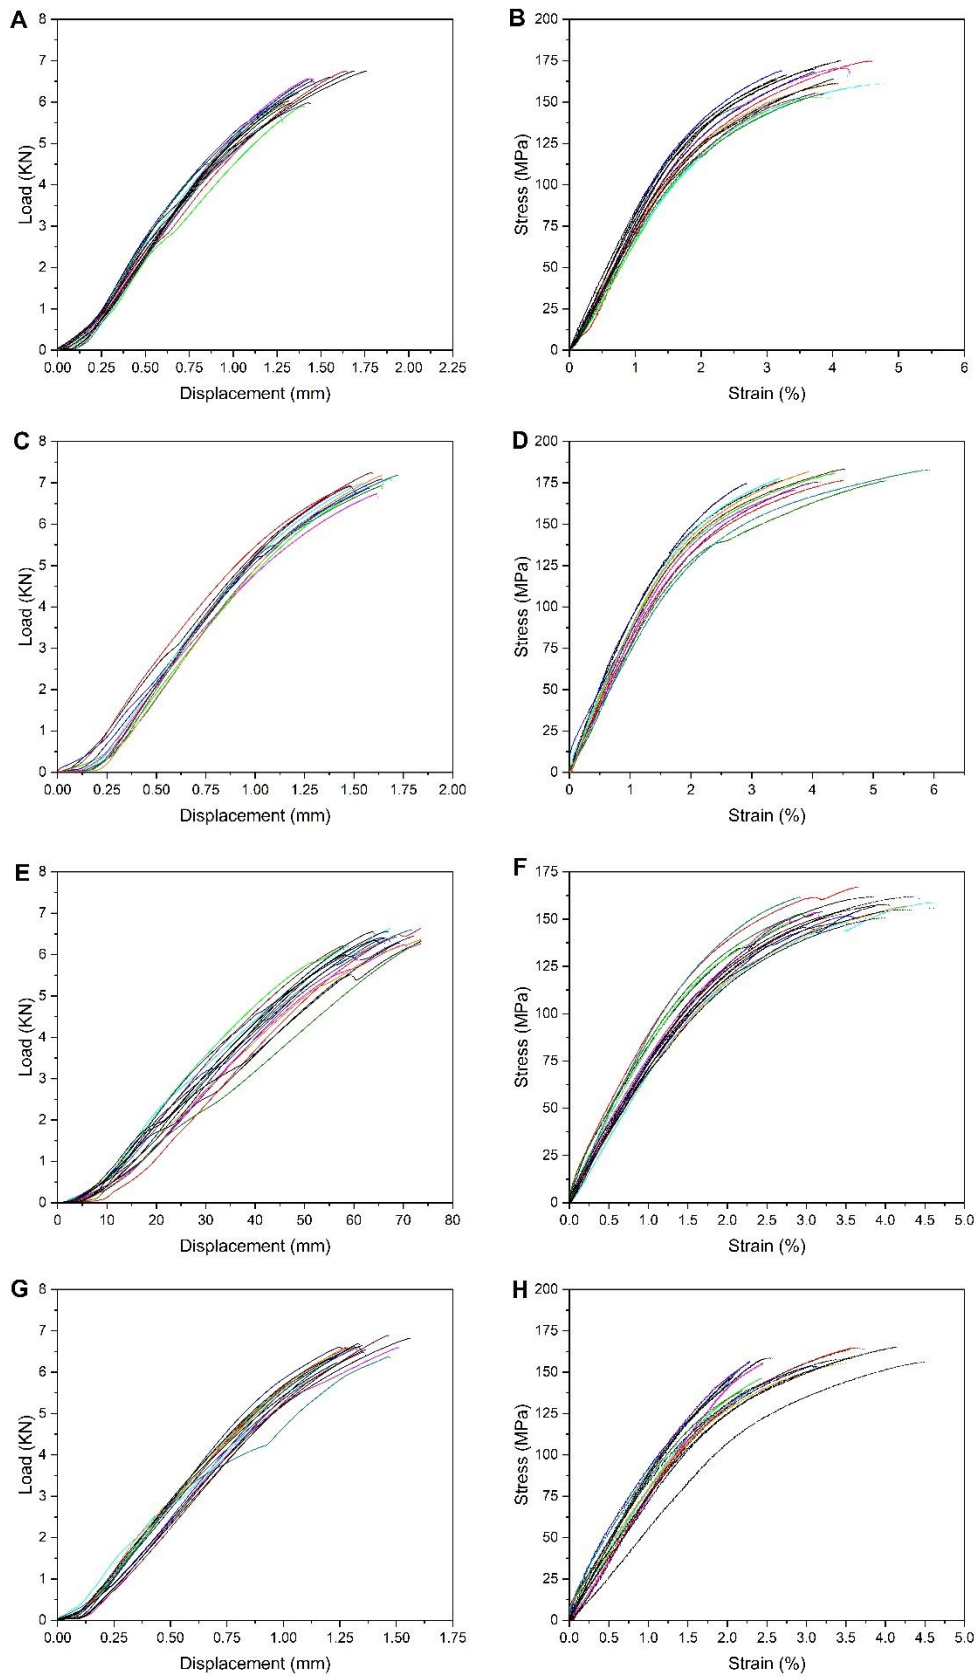 A
8
7
6
5
4
3
2
1
0
Load (KN)
0.00 0.25 0.50 0.75 1.00 1.25 1.50 1.75 2.00 2.25
Displacement (mm)
B
200
175
150
125
100
75
50
25
0
Stress (MPa)
0 1 2 3 4 5 6
Strain (%)
C
8
7
6
5
4
3
2
1
0
Load (KN)
0.00 0.25 0.50 0.75 1.00 1.25 1.50 1.75 2.00
Displacement (mm)
D
200
175
150
125
100
75
50
25
0
Stress (MPa)
0 1 2 3 4 5 6
Strain (%)
E
8
7
6
5
4
3
2
1
0
Load (KN)
0 10 20 30 40 50 60 70 80
Displacement (mm)
F
175
150
125
100
75
50
25
0
Stress (MPa)
0.0 0.5 1.0 1.5 2.0 2.5 3.0 3.5 4.0 4.5 5.0
Strain (%)
G
8
7
6
5
4
3
2
1
0
Load (KN)
0.00 0.25 0.50 0.75 1.00 1.25 1.50 1.75
Displacement (mm)
H
200
175
150
125
100
75
50
25
0
Stress (MPa)
0.0 0.5 1.0 1.5 2.0 2.5 3.0 3.5 4.0 4.5 5.0
Strain (%)